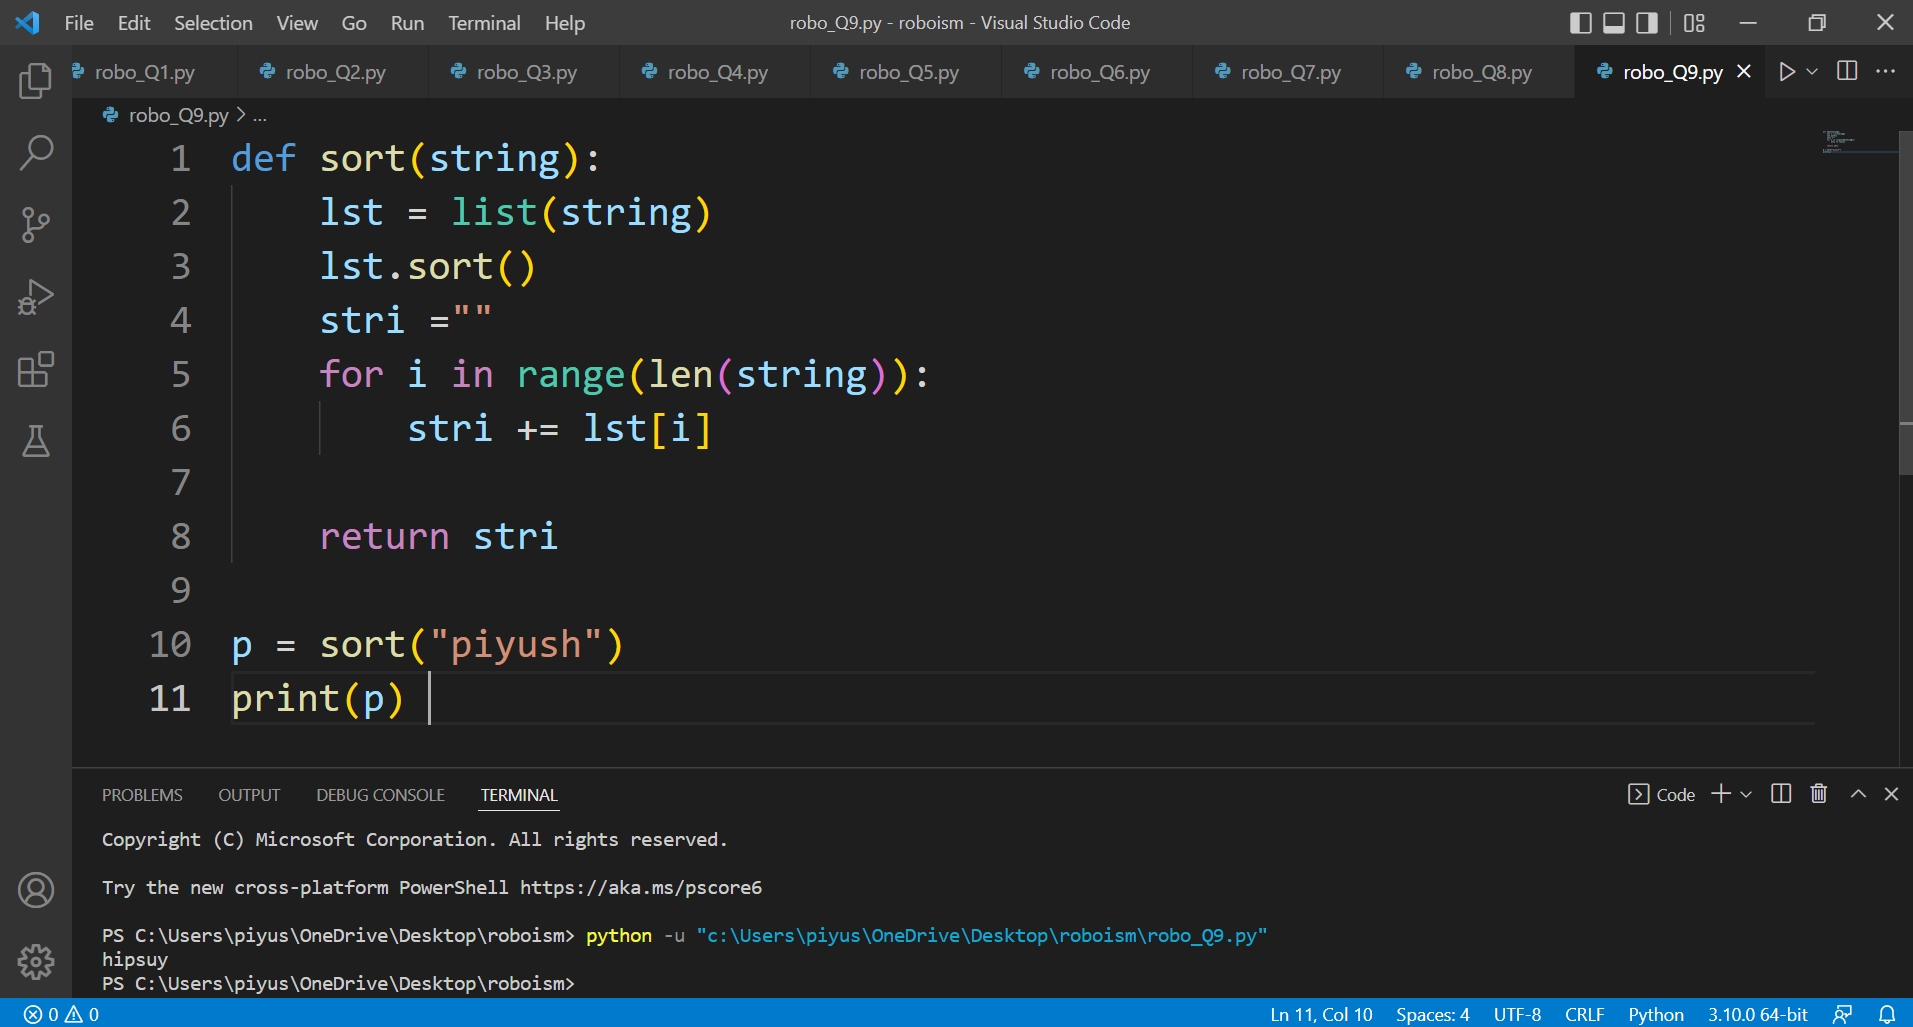 File Edit Selection View Go Run Terminal Help robo_Q9.py - roboism - Visual Studio Code
robo_Q1.py robo_Q2.py robo_Q3.py robo_Q4.py robo_Q5.py robo_Q6.py robo_Q7.py robo_Q8.py robo_Q9.py
robo_Q9.py > ...
1 def sort(string):
2     lst = list(string)
3     lst.sort()
4     stri =""
5     for i in range(len(string)):
6         stri += lst[i]
7
8     return stri
9
10 p = sort("piyush")
11 print(p)
PROBLEMS OUTPUT DEBUG CONSOLE TERMINAL Code
Copyright (C) Microsoft Corporation. All rights reserved.
Try the new cross-platform PowerShell https://aka.ms/pscore6
PS C:\Users\piyus\OneDrive\Desktop\roboism> python -u "c:\Users\piyus\OneDrive\Desktop\roboism\robo_Q9.py"
hipsuy
PS C:\Users\piyus\OneDrive\Desktop\roboism>
0 0 Ln 11, Col 10 Spaces: 4 UTF-8 CRLF Python 3.10.0 64-bit